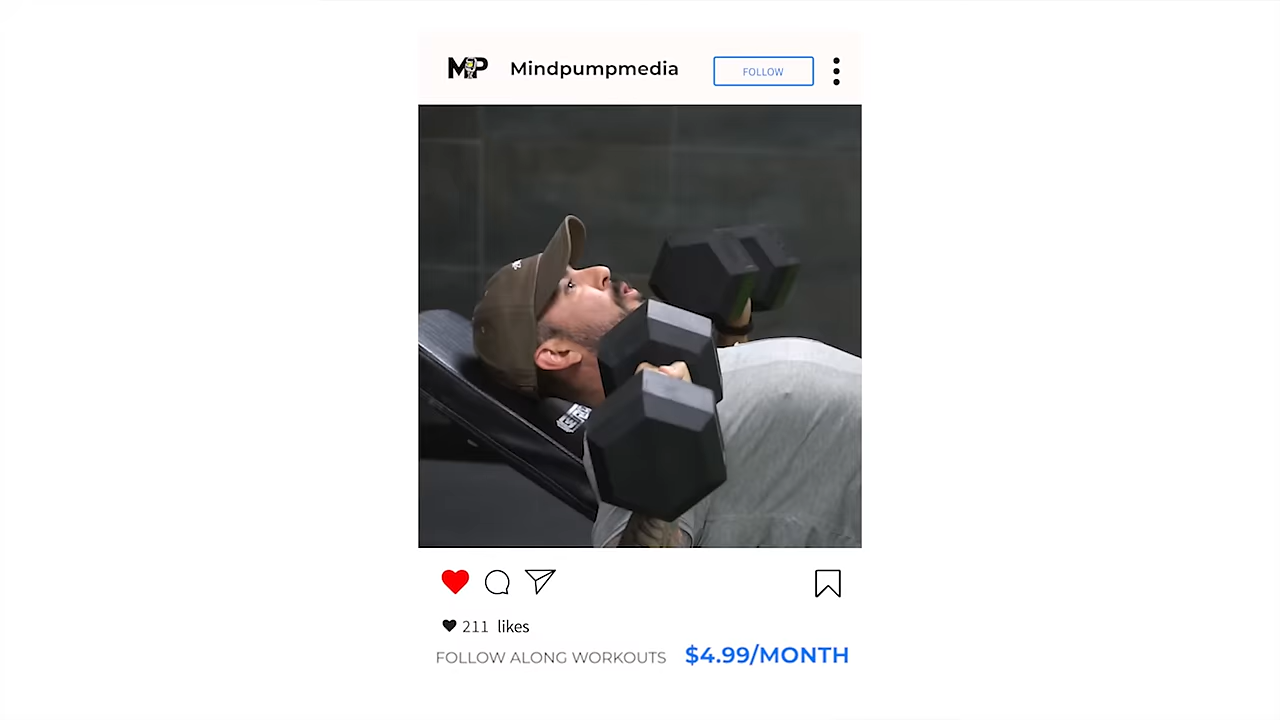 MP
Mindpumpmedia
FOLLOW
211 likes
FOLLOW ALONG WORKOUTS
$4.99/MONTH